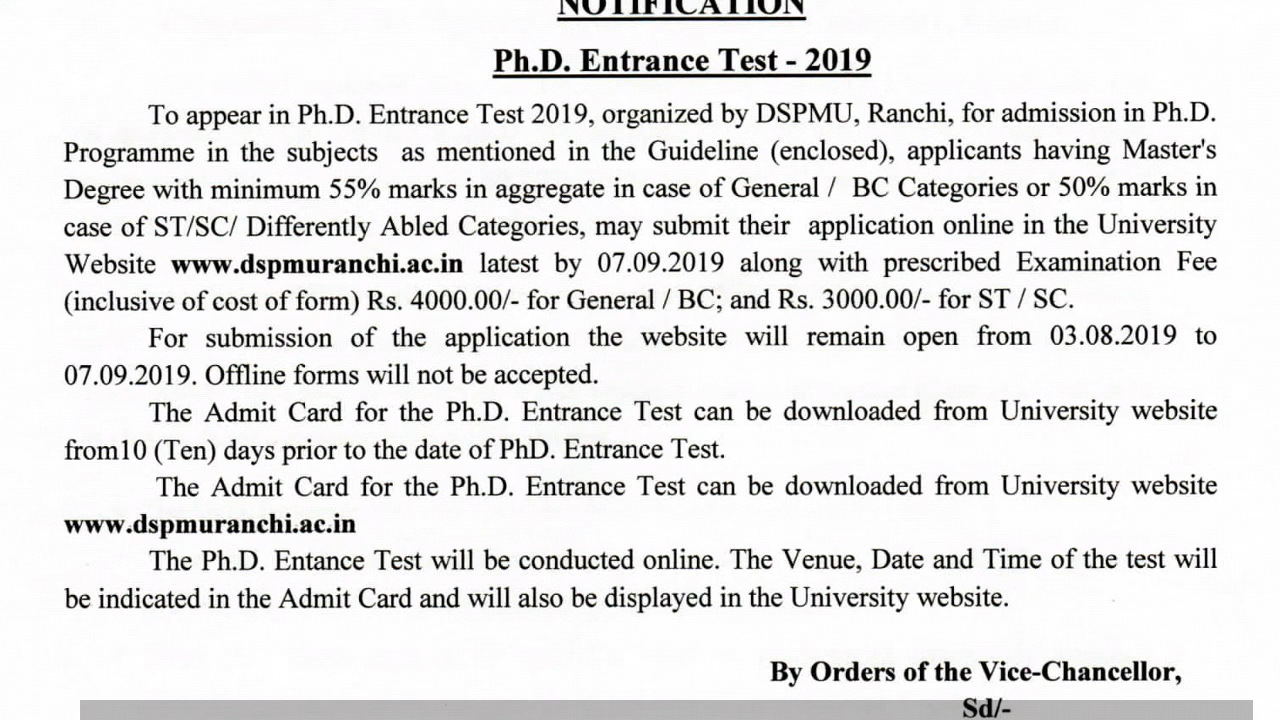 NOTIFICATION
Ph.D. Entrance Test - 2019
To appear in Ph.D. Entrance Test 2019, organized by DSPMU, Ranchi, for admission in Ph.D.
Programme in the subjects as mentioned in the Guideline (enclosed), applicants having Master's
Degree with minimum 55% marks in aggregate in case of General / BC Categories or 50% marks in
case of ST/SC/ Differently Abled Categories, may submit their application online in the University
Website www.dspmuranchi.ac.in latest by 07.09.2019 along with prescribed Examination Fee
(inclusive of cost of form) Rs. 4000.00/- for General / BC; and Rs. 3000.00/- for ST / SC.
For submission of the application the website will remain open from 03.08.2019 to
07.09.2019. Offline forms will not be accepted.
The Admit Card for the Ph.D. Entrance Test can be downloaded from University website
from10 (Ten) days prior to the date of PhD. Entrance Test.
The Admit Card for the Ph.D. Entrance Test can be downloaded from University website
www.dspmuranchi.ac.in
The Ph.D. Entance Test will be conducted online. The Venue, Date and Time of the test will
be indicated in the Admit Card and will also be displayed in the University website.
By Orders of the Vice-Chancellor,
Sd/-